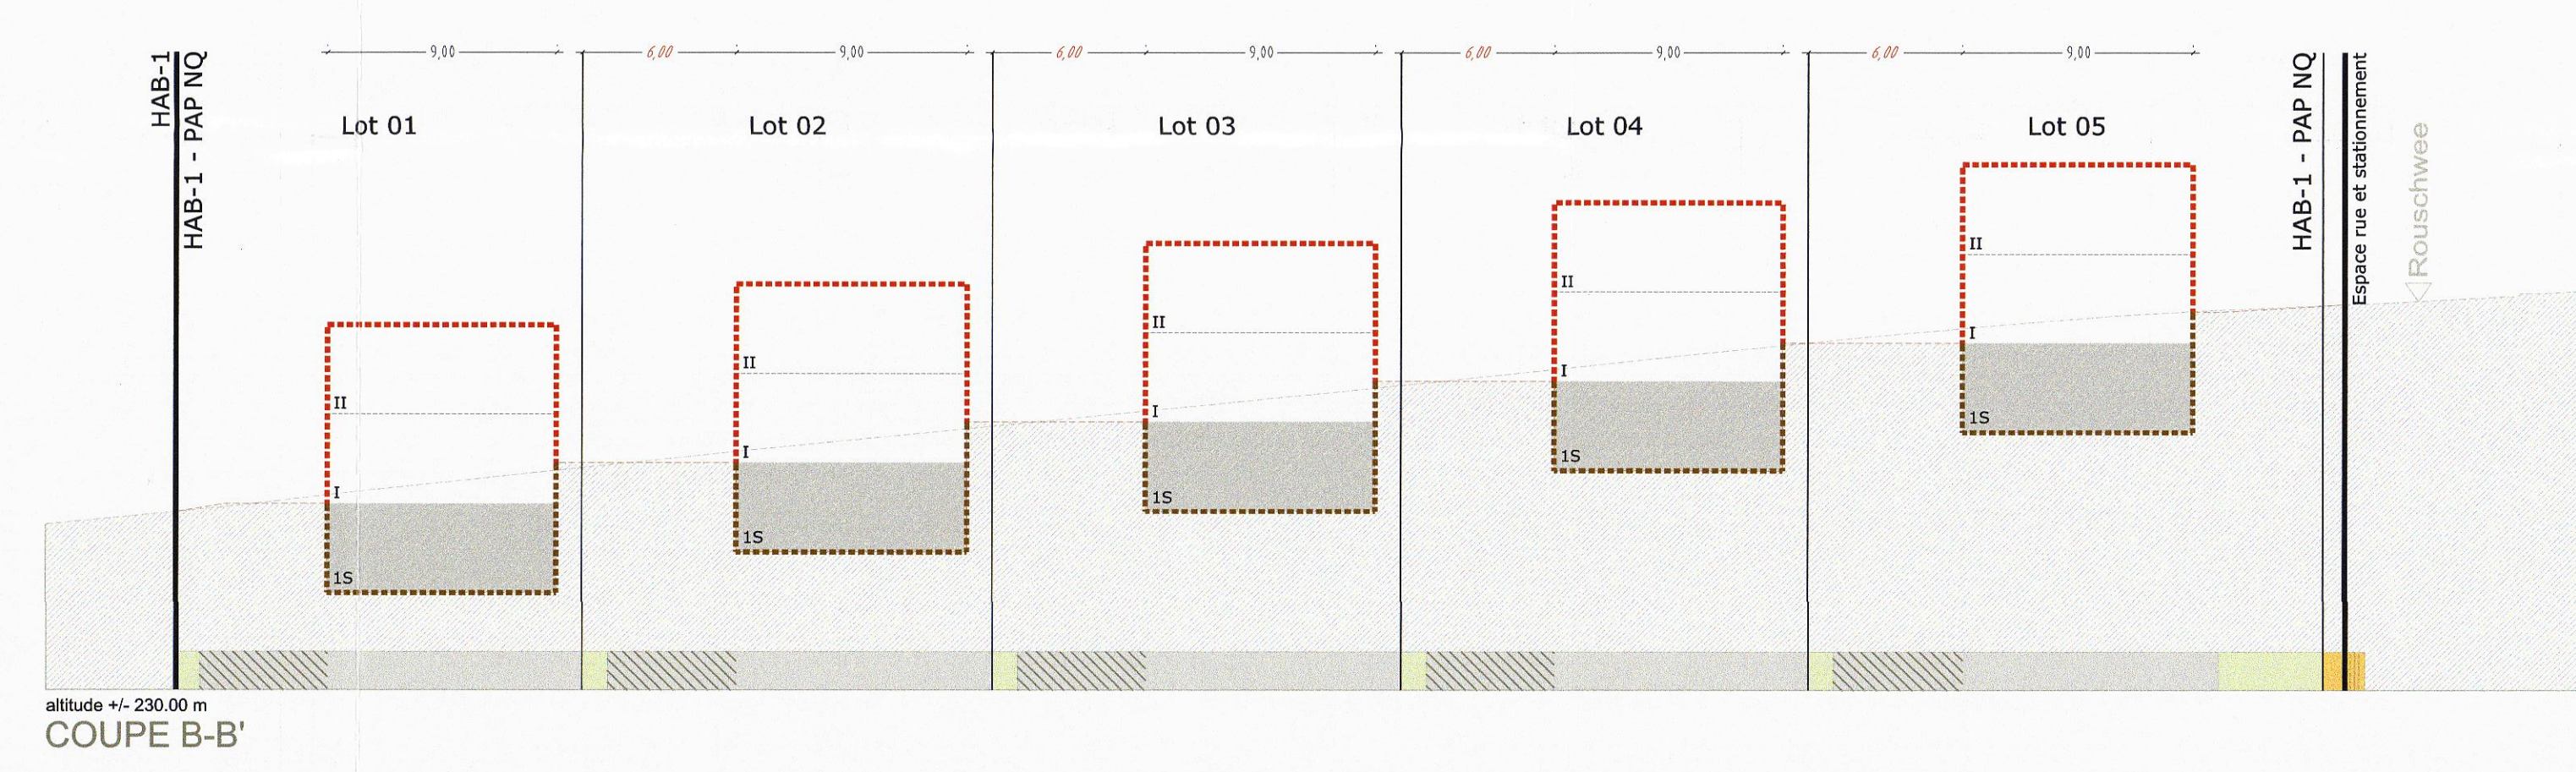 9,00
6,00
9,00
6,00
9,00
6,00
9,00
6,00
9,00
HAB-1
HAB-1 - PAP NQ
Lot 01
Lot 02
Lot 03
Lot 04
Lot 05
HAB-1 - PAP NQ
Espace rue et stationnement
Rouschwee
II
I
1S
II
I
1S
II
I
1S
II
I
1S
II
I
1S
altitude +/- 230.00 m
COUPE B-B'